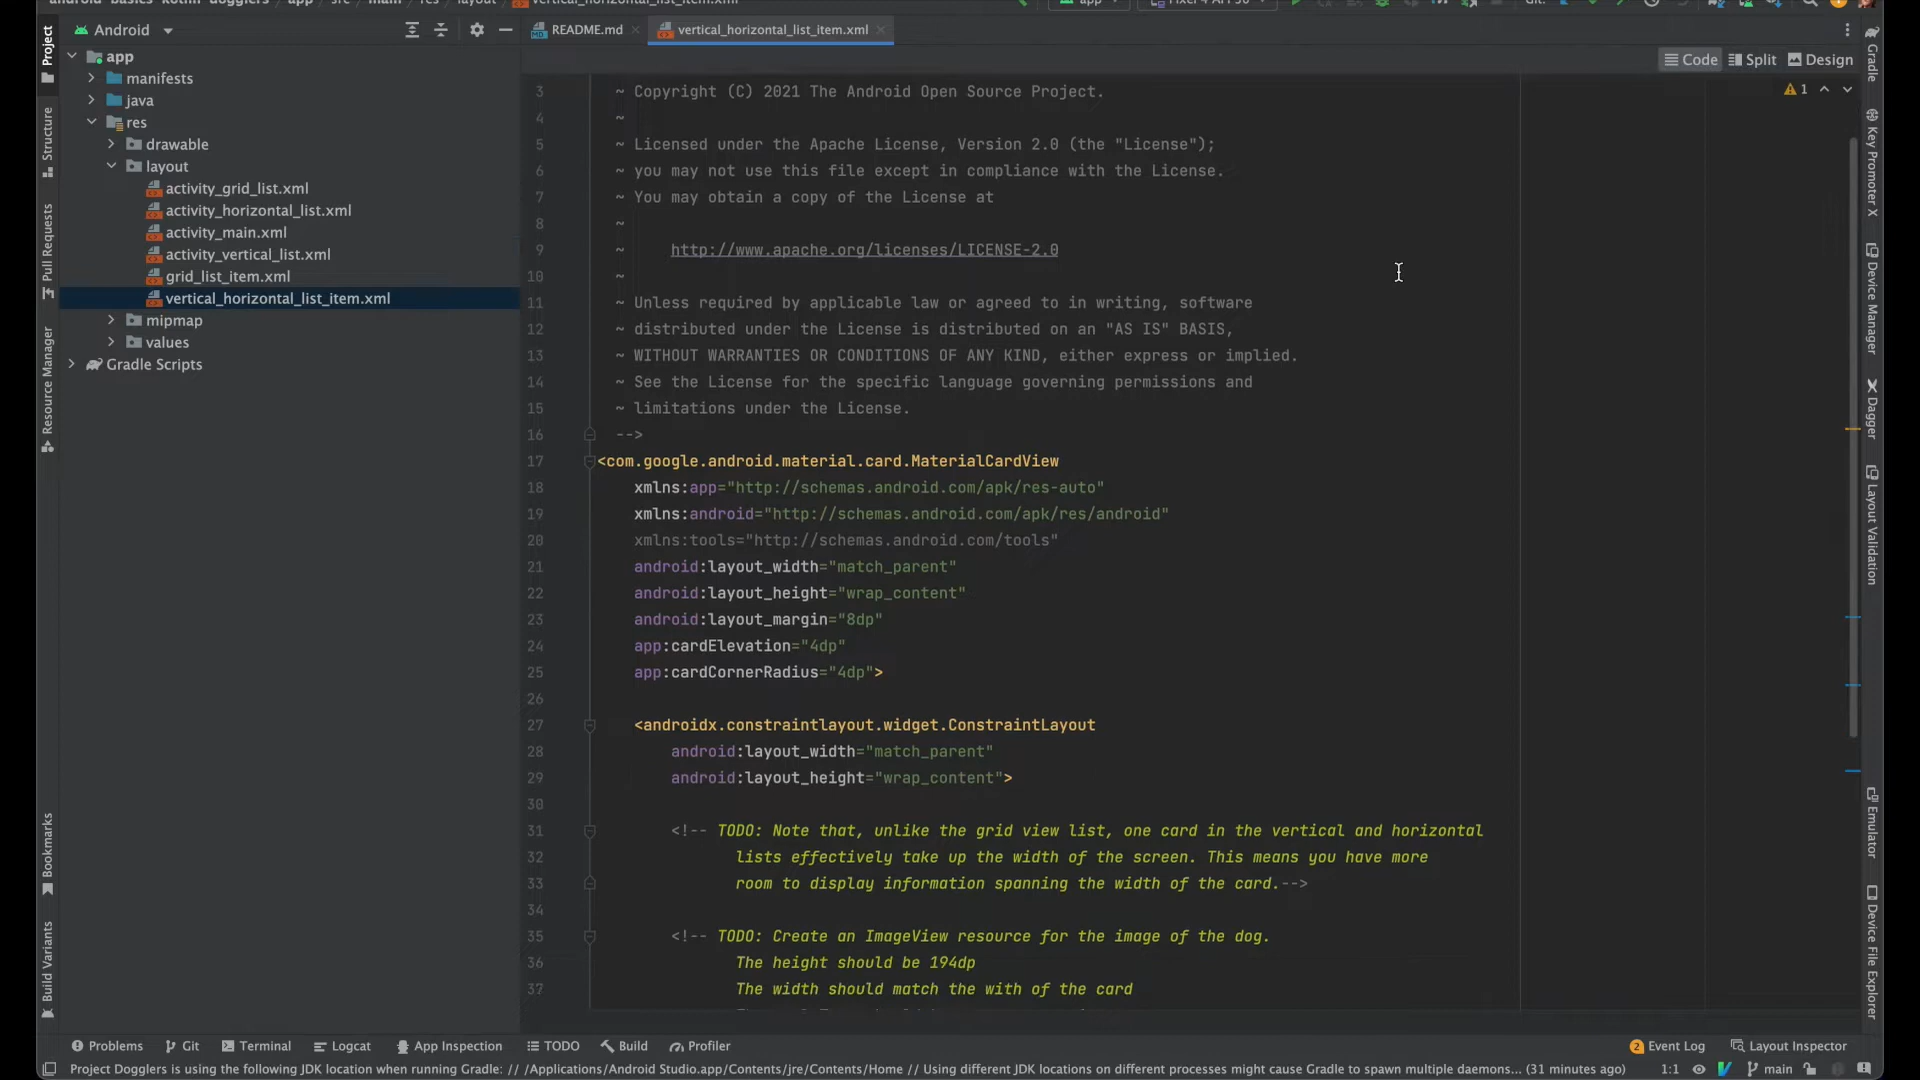 Android
README.md
vertical_horizontal_list_item.xml
Code
Split
Design
Project
Structure
Pull Requests
Resource Manager
Bookmarks
Build Variants
app
manifests
java
res
drawable
layout
activity_grid_list.xml
activity_horizontal_list.xml
activity_main.xml
activity_vertical_list.xml
grid_list_item.xml
vertical_horizontal_list_item.xml
mipmap
values
Gradle Scripts
1
3 ~ Copyright (C) 2021 The Android Open Source Project.
4 ~
5 ~ Licensed under the Apache License, Version 2.0 (the "License");
6 ~ you may not use this file except in compliance with the License.
7 ~ You may obtain a copy of the License at
8 ~
9 ~ http://www.apache.org/licenses/LICENSE-2.0
10 ~
11 ~ Unless required by applicable law or agreed to in writing, software
12 ~ distributed under the License is distributed on an "AS IS" BASIS,
13 ~ WITHOUT WARRANTIES OR CONDITIONS OF ANY KIND, either express or implied.
14 ~ See the License for the specific language governing permissions and
15 ~ limitations under the License.
16 -->
17 <com.google.android.material.card.MaterialCardView
18 xmlns:app="http://schemas.android.com/apk/res-auto"
19 xmlns:android="http://schemas.android.com/apk/res/android"
20 xmlns:tools="http://schemas.android.com/tools"
21 android:layout_width="match_parent"
22 android:layout_height="wrap_content"
23 android:layout_margin="8dp"
24 app:cardElevation="4dp"
25 app:cardCornerRadius="4dp">
26
27 <androidx.constraintlayout.widget.ConstraintLayout
28 android:layout_width="match_parent"
29 android:layout_height="wrap_content">
30
31 <!-- TODO: Note that, unlike the grid view list, one card in the vertical and horizontal
32 lists effectively take up the width of the screen. This means you have more
33 room to display information spanning the width of the card.-->
34
35 <!-- TODO: Create an ImageView resource for the image of the dog.
36 The height should be 194dp
37 The width should match the with of the card
Gradle
Key Promoter X
Device Manager
Dagger
Layout Validation
Emulator
Device File Explorer
Problems
Git
Terminal
Logcat
App Inspection
TODO
Build
Profiler
2 Event Log
Layout Inspector
Project Dogglers is using the following JDK location when running Gradle: // /Applications/Android Studio.app/Contents/jre/Contents/Home // Using different JDK locations on different processes might cause Gradle to spawn multiple daemons... (31 minutes ago)
1:1
main